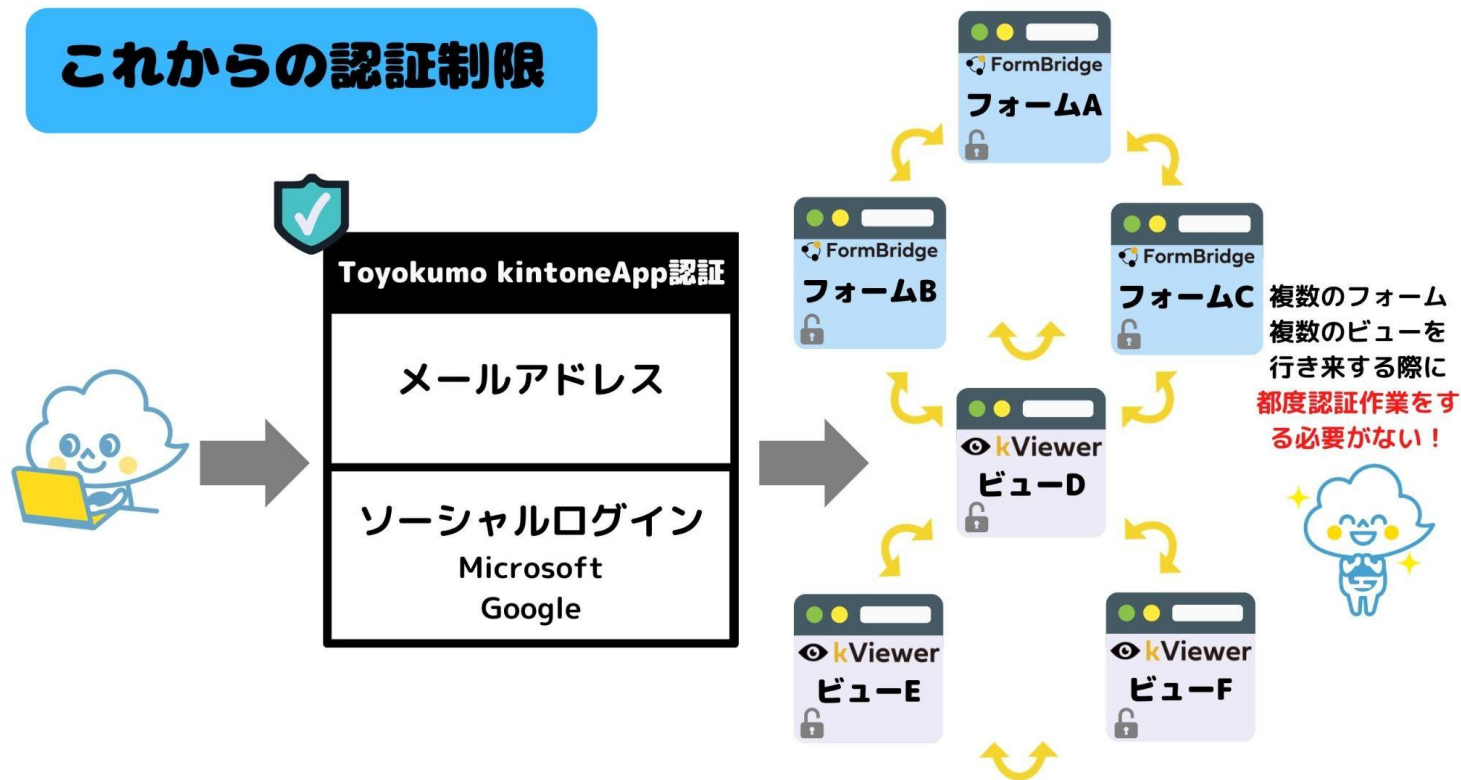 これからの認証制限
Toyokumo kintoneApp認証
メールアドレス
ソーシャルログイン
Microsoft
Google
FormBridge
フォームA
FormBridge
フォームB
FormBridge
フォームC
複数のフォーム
複数のビューを
行き来する際に
都度認証作業をす
る必要がない！
kViewer
ビューD
kViewer
ビューE
kViewer
ビューF